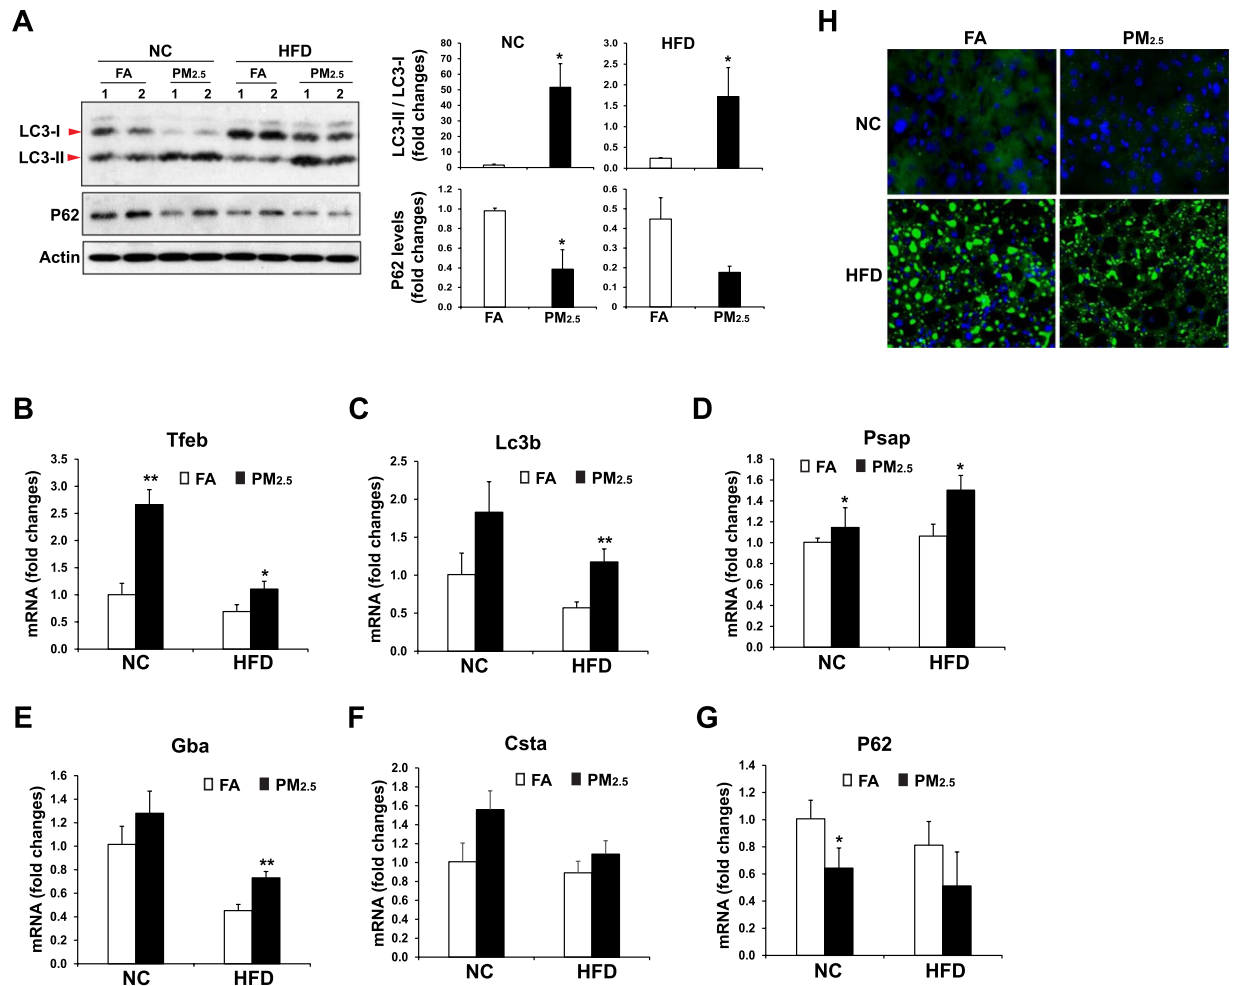 A
NC HFD
FA PM2.5 FA PM2.5
1 2 1 2 1 2 1 2
LC3-I
LC3-II
P62
Actin
NC
LC3-II / LC3-I
(fold changes)
80
70
60
50
40
30
20
10
0
*
HFD
3.0
2.5
2.0
1.5
1.0
0.5
0.0
*
P62 levels
(fold changes)
1.2
1.0
0.8
0.6
0.4
0.2
0.0
*
FA PM2.5
0.6
0.5
0.4
0.3
0.2
0.1
0
FA PM2.5
H
FA PM2.5
NC
HFD
B
Tfeb
mRNA (fold changes)
3.5
3.0
2.5
2.0
1.5
1.0
0.5
0.0
FA PM2.5
**
*
NC HFD
C
Lc3b
mRNA (fold changes)
2.5
2.0
1.5
1.0
0.5
0.0
FA PM2.5
**
NC HFD
D
Psap
mRNA (fold changes)
1.8
1.6
1.4
1.2
1.0
1.2
0.6
0.4
0.2
0.0
FA PM2.5
*
*
NC HFD
E
Gba
mRNA (fold changes)
1.6
1.4
1.2
1.0
0.8
0.6
0.4
0.2
0.0
FA PM2.5
**
NC HFD
F
Csta
mRNA (fold changes)
2.0
1.8
1.6
1.4
1.2
1.0
0.8
0.6
0.4
0.2
0.0
FA PM2.5
NC HFD
G
P62
mRNA (fold changes)
1.4
1.2
1.0
0.8
0.6
0.4
0.2
0.0
FA PM2.5
*
NC HFD